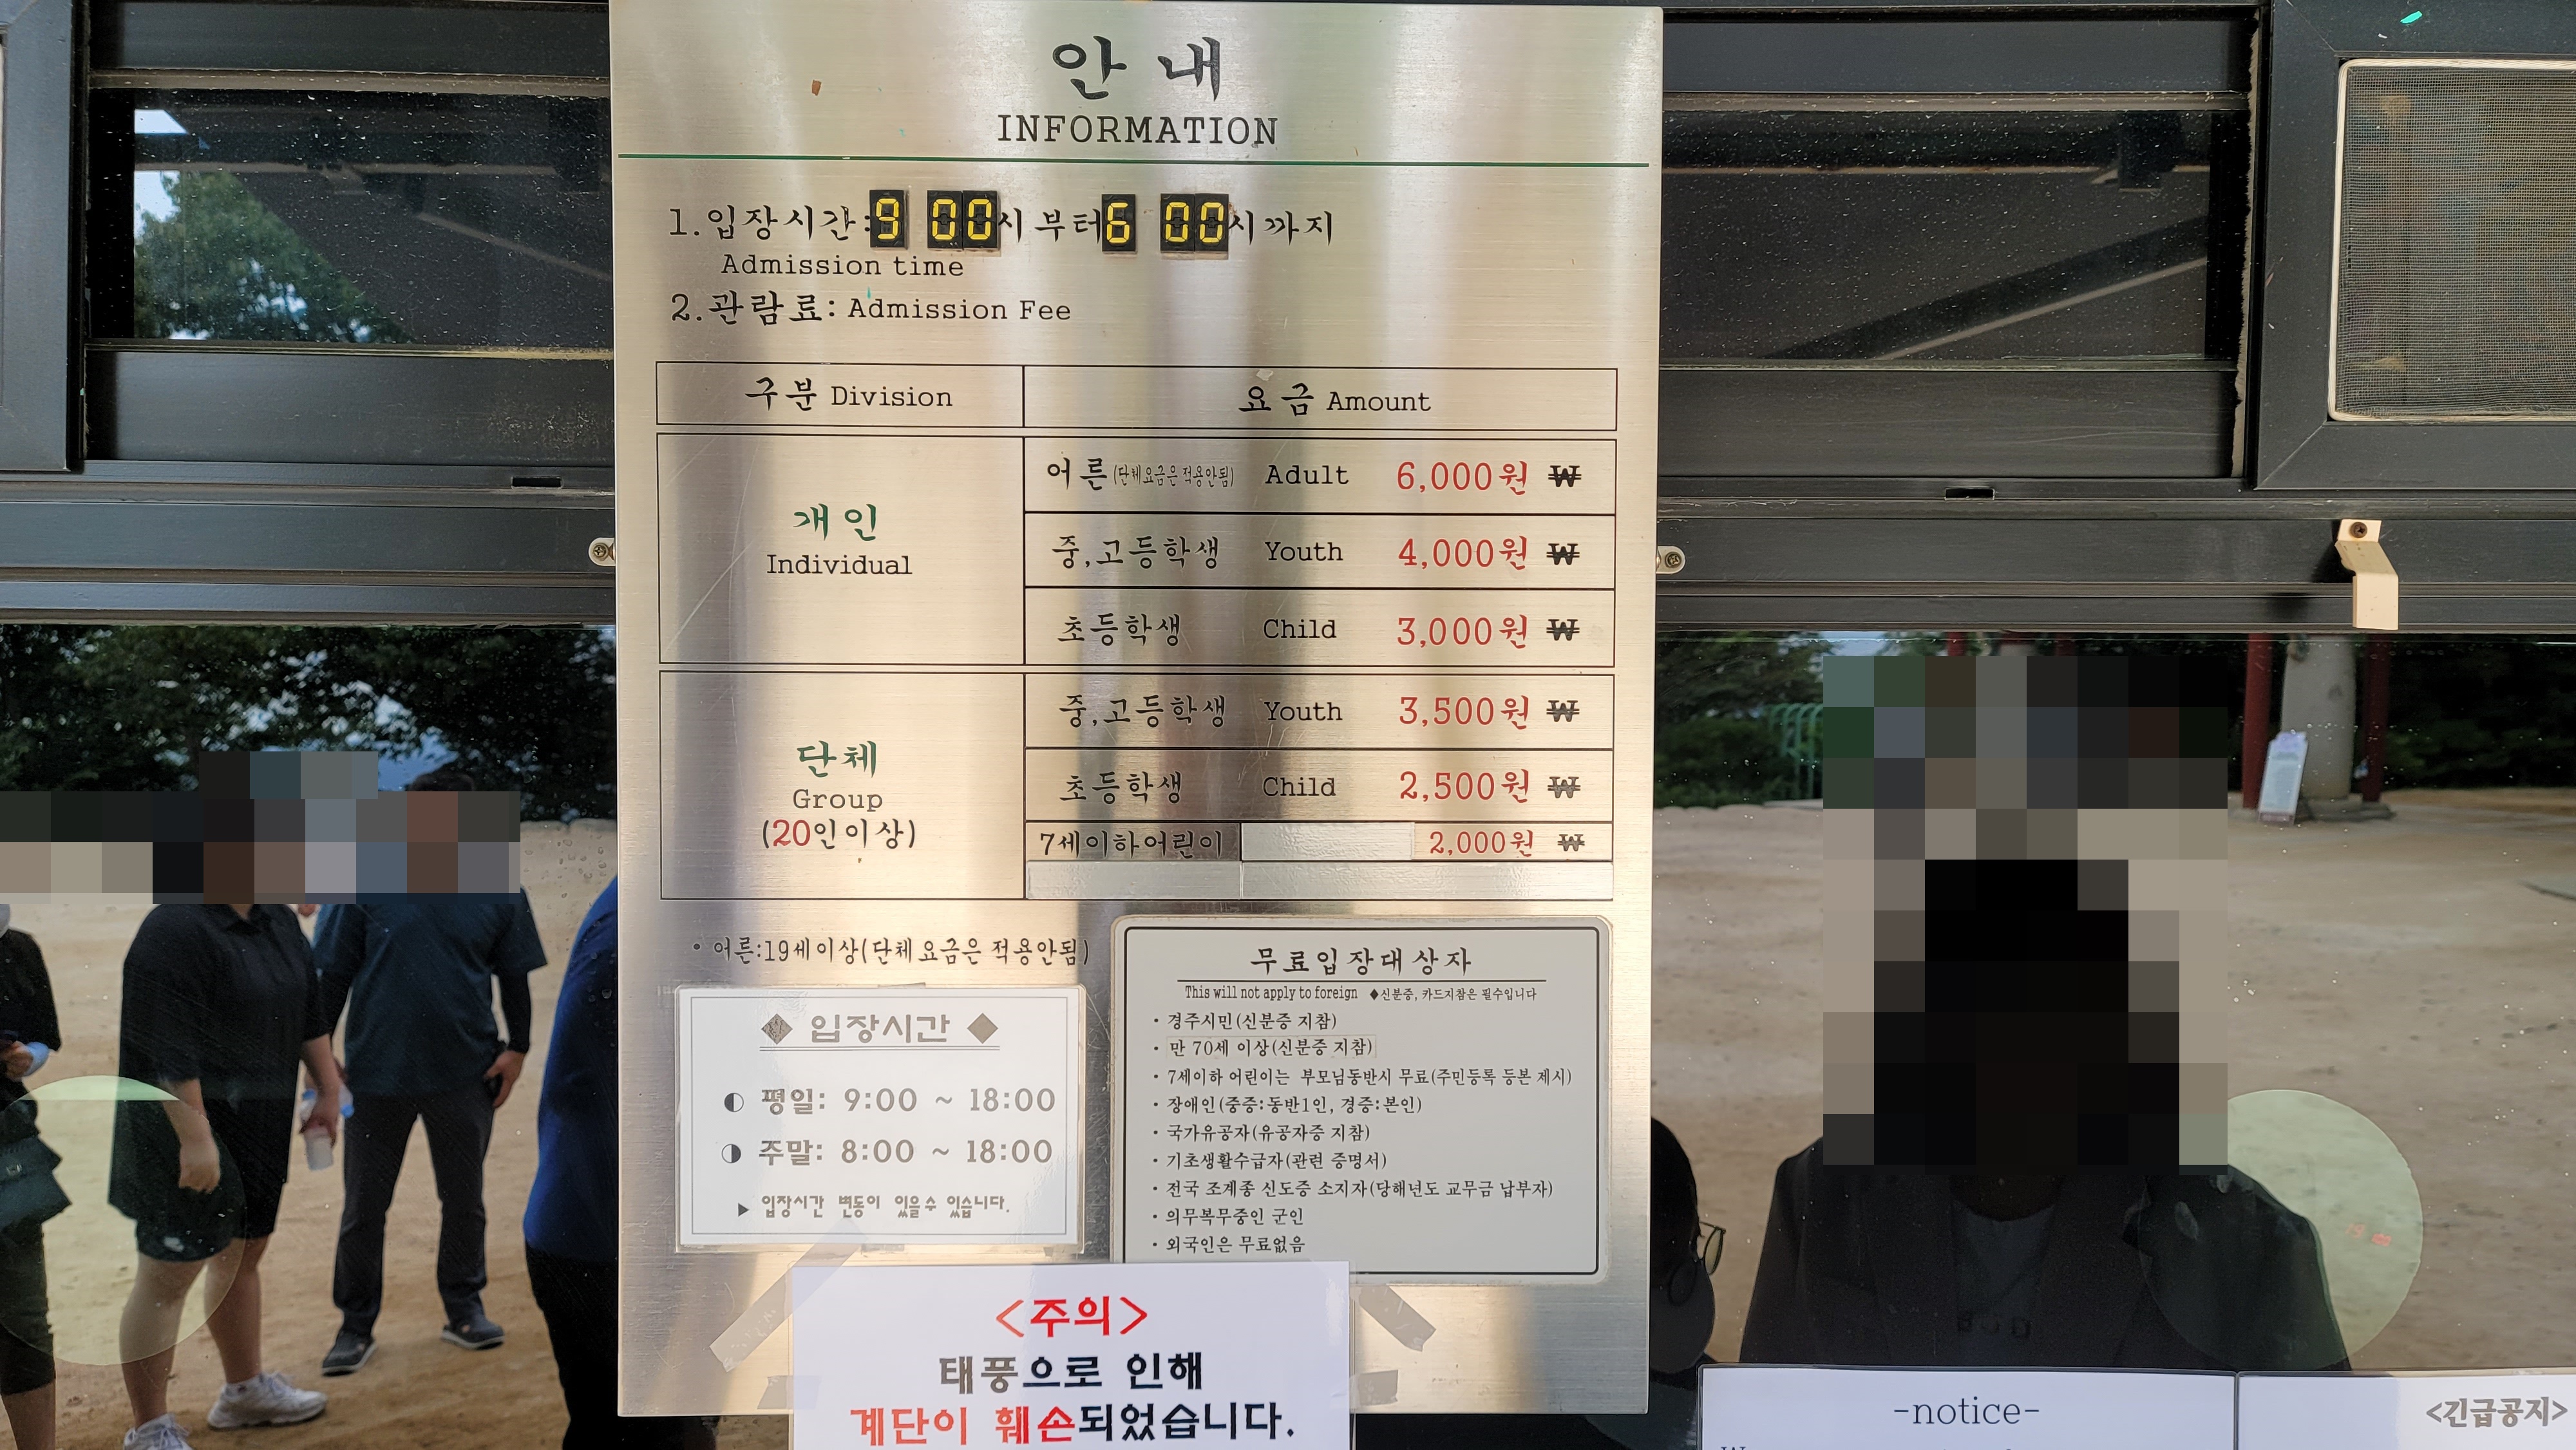 안 내
INFORMATION
1.입장시간:9 00시 부터6 00시까지
Admission time
2.관람료: Admission Fee
구분 Division 요금 Amount
개인
Individual
어른(단체요금은 적용안됨) Adult 6,000원 ₩
중,고등학생 Youth 4,000원 ₩
초등학생 Child 3,000원 ₩
단체
Group
(20인이상)
중,고등학생 Youth 3,500원 ₩
초등학생 Child 2,500원 ₩
7세이하어린이 2,000원 ₩
• 어른:19세이상(단체요금은 적용안됨)
◆ 입장시간 ◆
◐ 평일: 9:00 ~ 18:00
◑ 주말: 8:00 ~ 18:00
▶ 입장시간 변동이 있을수 있습니다.
무료입장대상자
This will not apply to foreign ♦신분증, 카드지참은 필수입니다
· 경주시민(신분증 지참)
· 만 70세 이상(신분증 지참)
· 7세이하 어린이는 부모님동반시 무료(주민등록 등본 제시)
· 장애인(중증:동반1인, 경증:본인)
· 국가유공자(유공자증 지참)
· 기초생활수급자(관련 증명서)
· 전국 조계종 신도증 소지자(당해년도 교무금 납부자)
· 의무복무중인 군인
· 외국인은 무료없음
<주의>
태풍으로 인해
계단이 훼손되었습니다.
-notice-
<긴급공지>